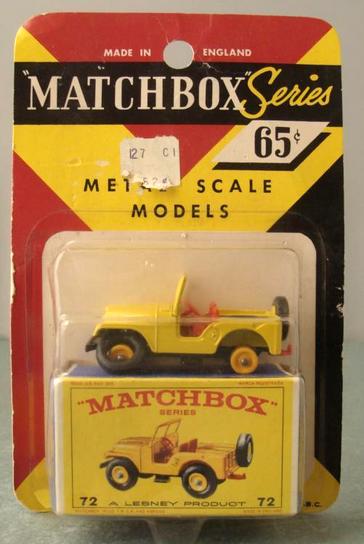 MADE IN ENGLAND
"MATCHBOX" Series
65¢
127 C1
METAL SCALE
MODELS
"MATCHBOX"
SERIES
72 A LESNEY PRODUCT 72